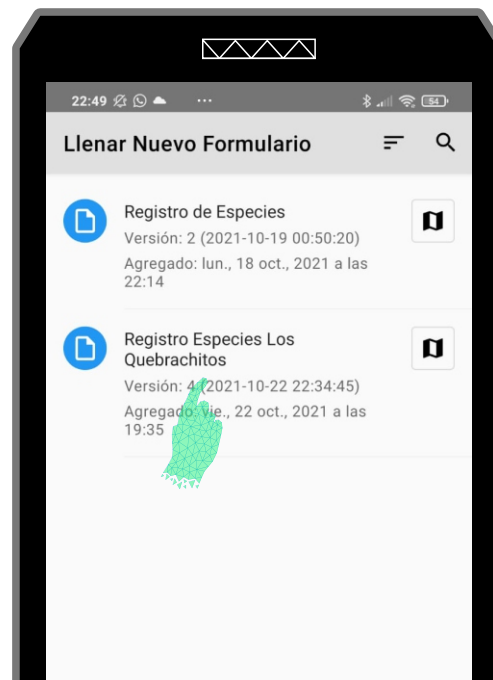 22:49 ... 54
Llenar Nuevo Formulario
Registro de Especies
Versión: 2 (2021-10-19 00:50:20)
Agregado: lun., 18 oct., 2021 a las
22:14
Registro Especies Los
Quebrachitos
Versión: 4 (2021-10-22 22:34:45)
Agregado: vie., 22 oct., 2021 a las
19:35